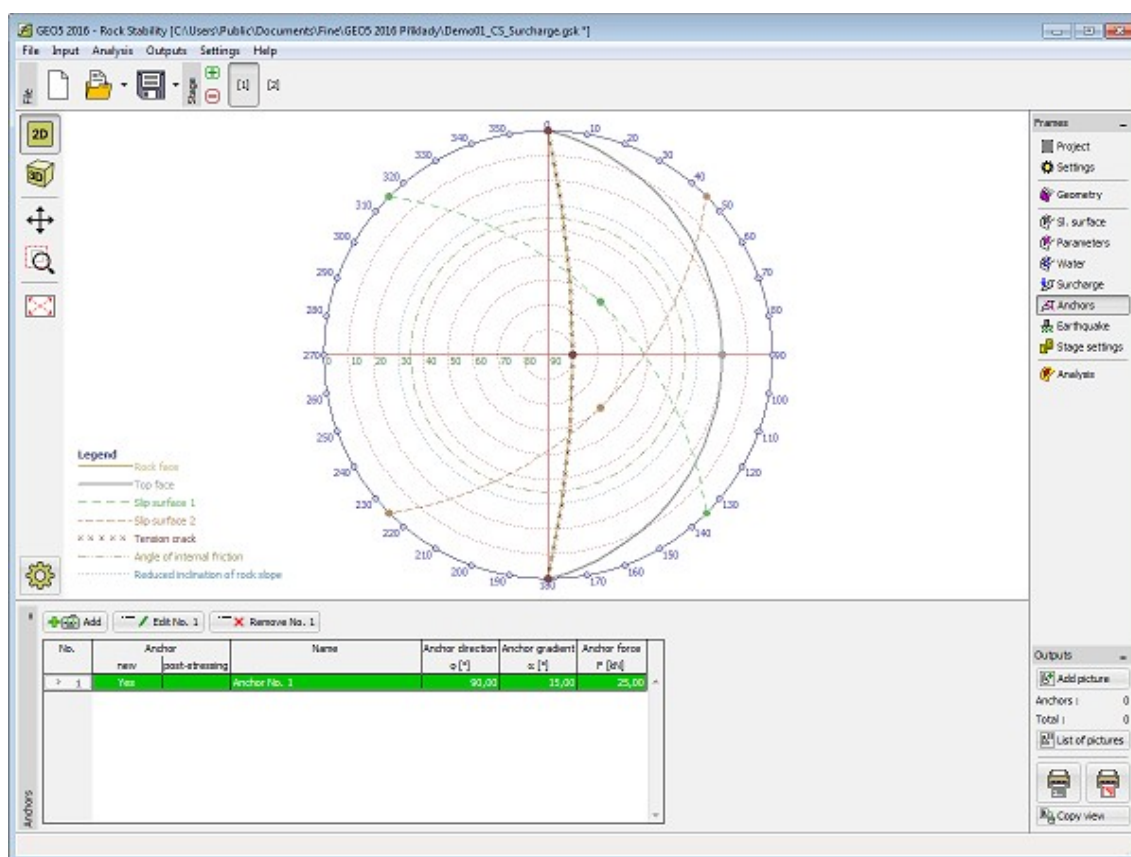 GEO5 2016 - Rock Stability [C:\Users\Public\Documents\Fine\GEO5 2016 Příklady\Demo01_CS_Surcharge.gsk *]
File Input Analysis Outputs Settings Help
File Stage [1] [2]
2D
3D
Frames
Project
Settings
Geometry
Sl. surface
Parameters
Water
Surcharge
Anchors
Earthquake
Stage settings
Analysis
0 10 20 30 40 50 60 70 80 90 100 110 120 130 140 150 160 170 180 190 200 210 220 230 240 250 260 270 280 290 300 310 320 330 340 350
0 10 20 30 40 50 60 70 80 90
Legend
Rock face
Top face
Slip surface 1
Slip surface 2
Tension crack
Angle of internal friction
Reduced inclination of rock slope
Add Edit No. 1 Remove No. 1
No. Anchor Name Anchor direction Anchor gradient Anchor force
new post-stressing α [°] F [kN]
1 Yes Anchor No. 1 90,00 15,00 25,00
Anchors
Outputs
Add picture
Anchors : 0
Total : 0
List of pictures
Copy view